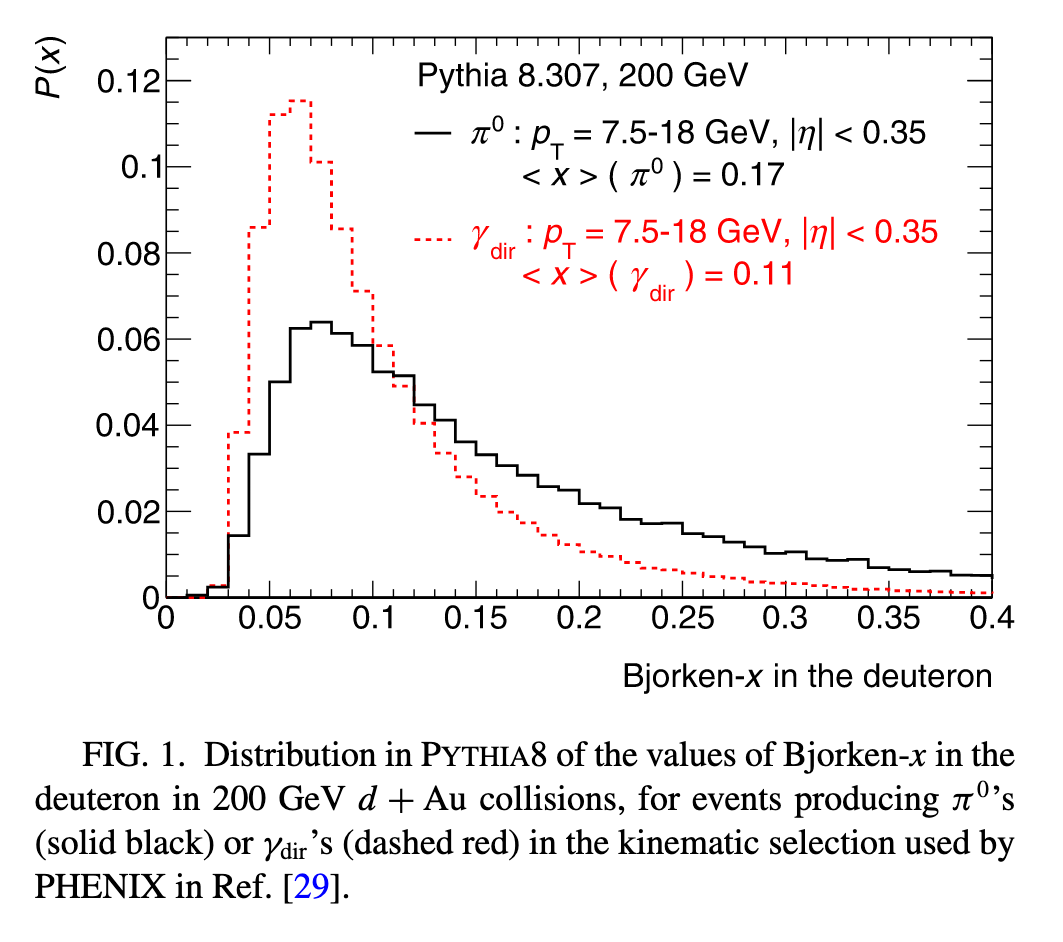 P(x)
0.12
0.1
0.08
0.06
0.04
0.02
0
Pythia 8.307, 200 GeV
π⁰ : p_T = 7.5-18 GeV, |η| < 0.35
< x > ( π⁰ ) = 0.17
γ_dir : p_T = 7.5-18 GeV, |η| < 0.35
< x > ( γ_dir ) = 0.11
0 0.05 0.1 0.15 0.2 0.25 0.3 0.35 0.4
Bjorken-x in the deuteron
FIG. 1. Distribution in PYTHIA8 of the values of Bjorken-x in the
deuteron in 200 GeV d + Au collisions, for events producing π⁰'s
(solid black) or γ_dir's (dashed red) in the kinematic selection used by
PHENIX in Ref. [29].